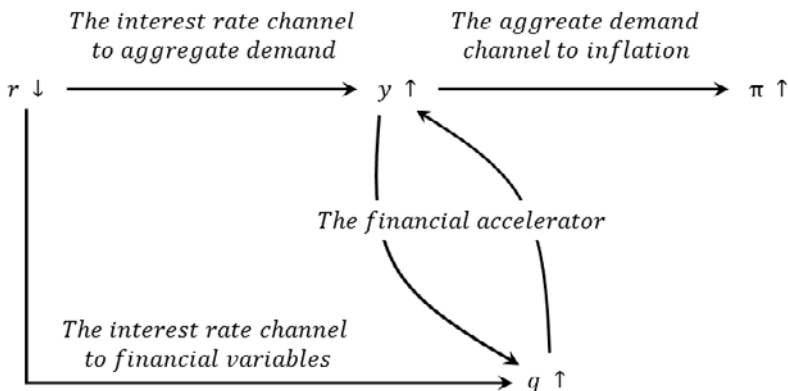 The interest rate channel
to aggregate demand
The aggreate demand
channel to inflation
r ↓
y ↑
π ↑
The financial accelerator
The interest rate channel
to financial variables
q ↑